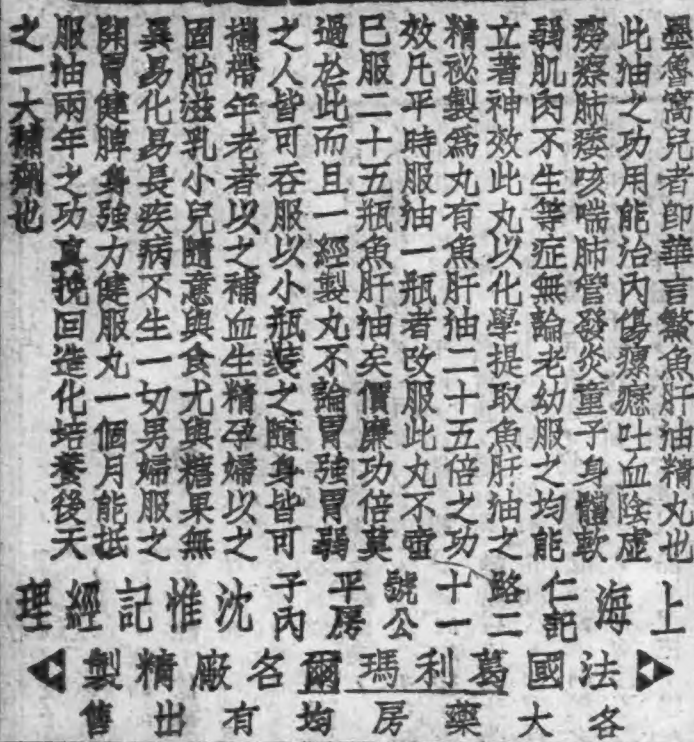 墨魯窩兒者即華言鱉魚肝油精丸也
此油之功用能治內傷瘰癧吐血陰虛
癆瘵肺痿咳喘肺管發炎童子身體軟
弱肌肉不生等症無論老幼服之均能
立著神效此丸以化學提取魚肝油之
精祕製爲丸有魚肝油二十五倍之功
效凡平時服油一瓶者改服此丸不啻
已服二十五瓶魚肝油矣價廉功倍莫
過於此而且一經製丸不論胃強胃弱
之人皆可吞服以小瓶裝之隨身皆可
攜帶年老者以之補血生精孕婦以之
固胎滋乳小兒隨意與食尤與糖果無
異易化易長疾病不生一切男婦服之
開胃健脾身強力健服丸一個月能抵
服油兩年之功真挽回造化培養後天
之一大補劑也
上海仁記路二十一號公平房子內沈惟記經理
法國葛利瑪爾名廠精製
各大藥房均有出售